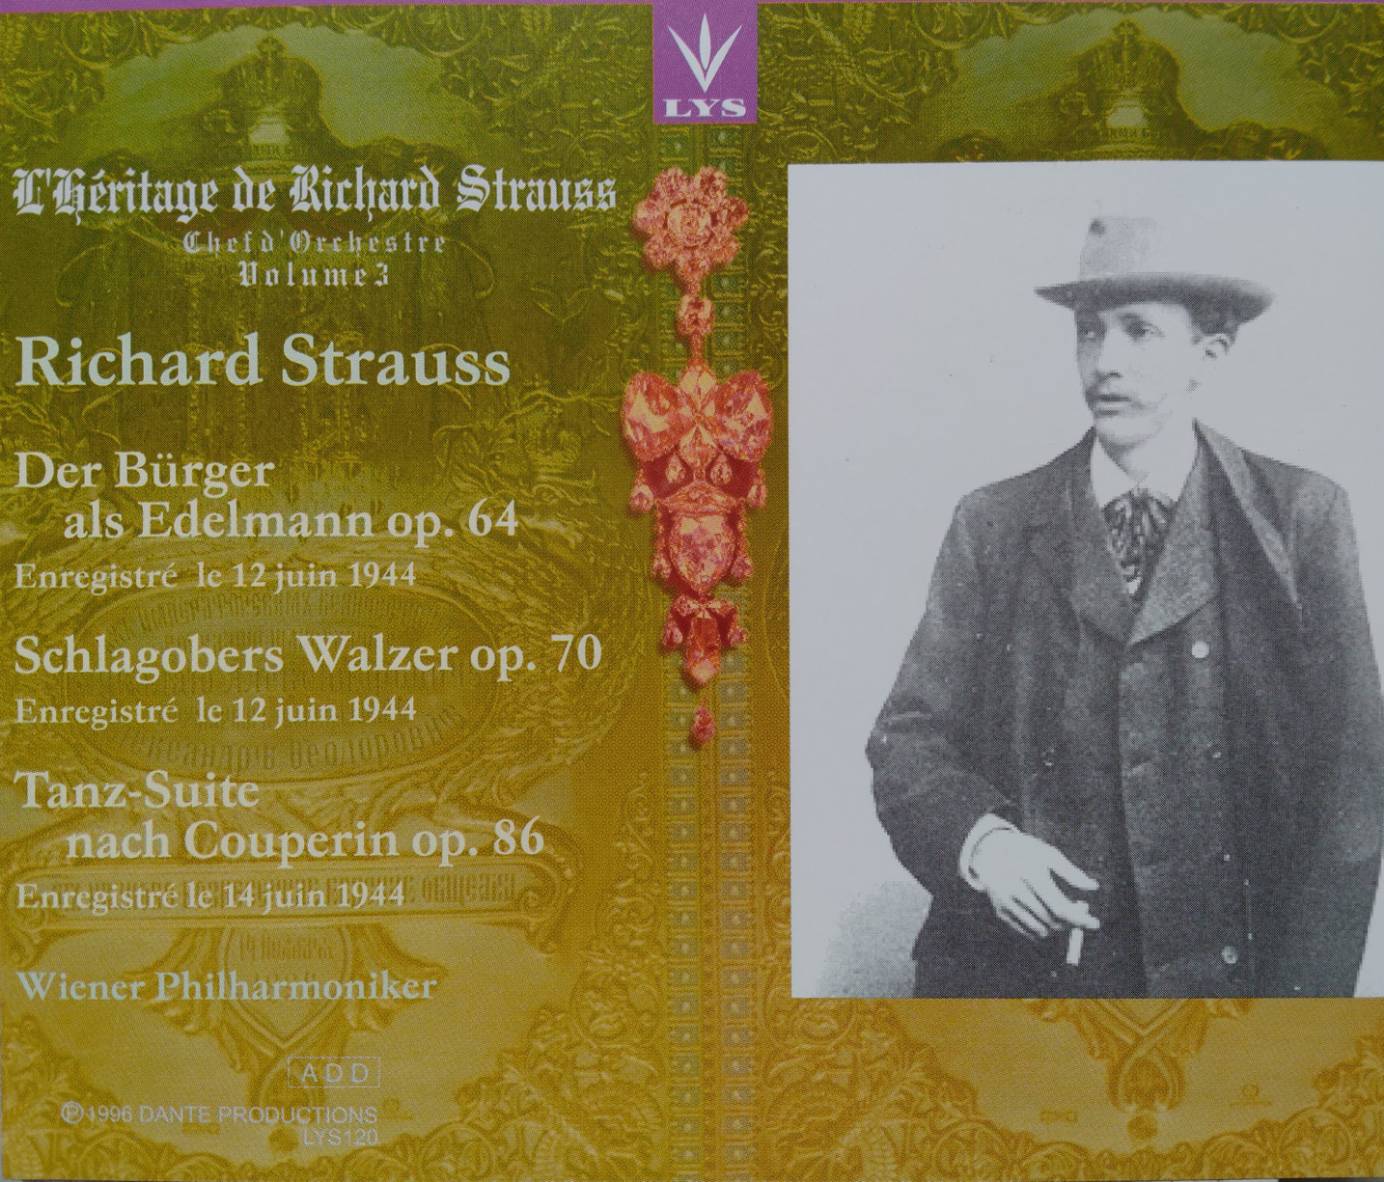 LYS
L'Héritage de Richard Strauss
Chef d'Orchestre
Volume 3
Richard Strauss
Der Bürger
als Edelmann op. 64
Enregistré le 12 juin 1944
Schlagobers Walzer op. 70
Enregistré le 12 juin 1944
Tanz-Suite
nach Couperin op. 86
Enregistré le 14 juin 1944
Wiener Philharmoniker
ADD
℗ 1996 DANTE PRODUCTIONS
LYS120